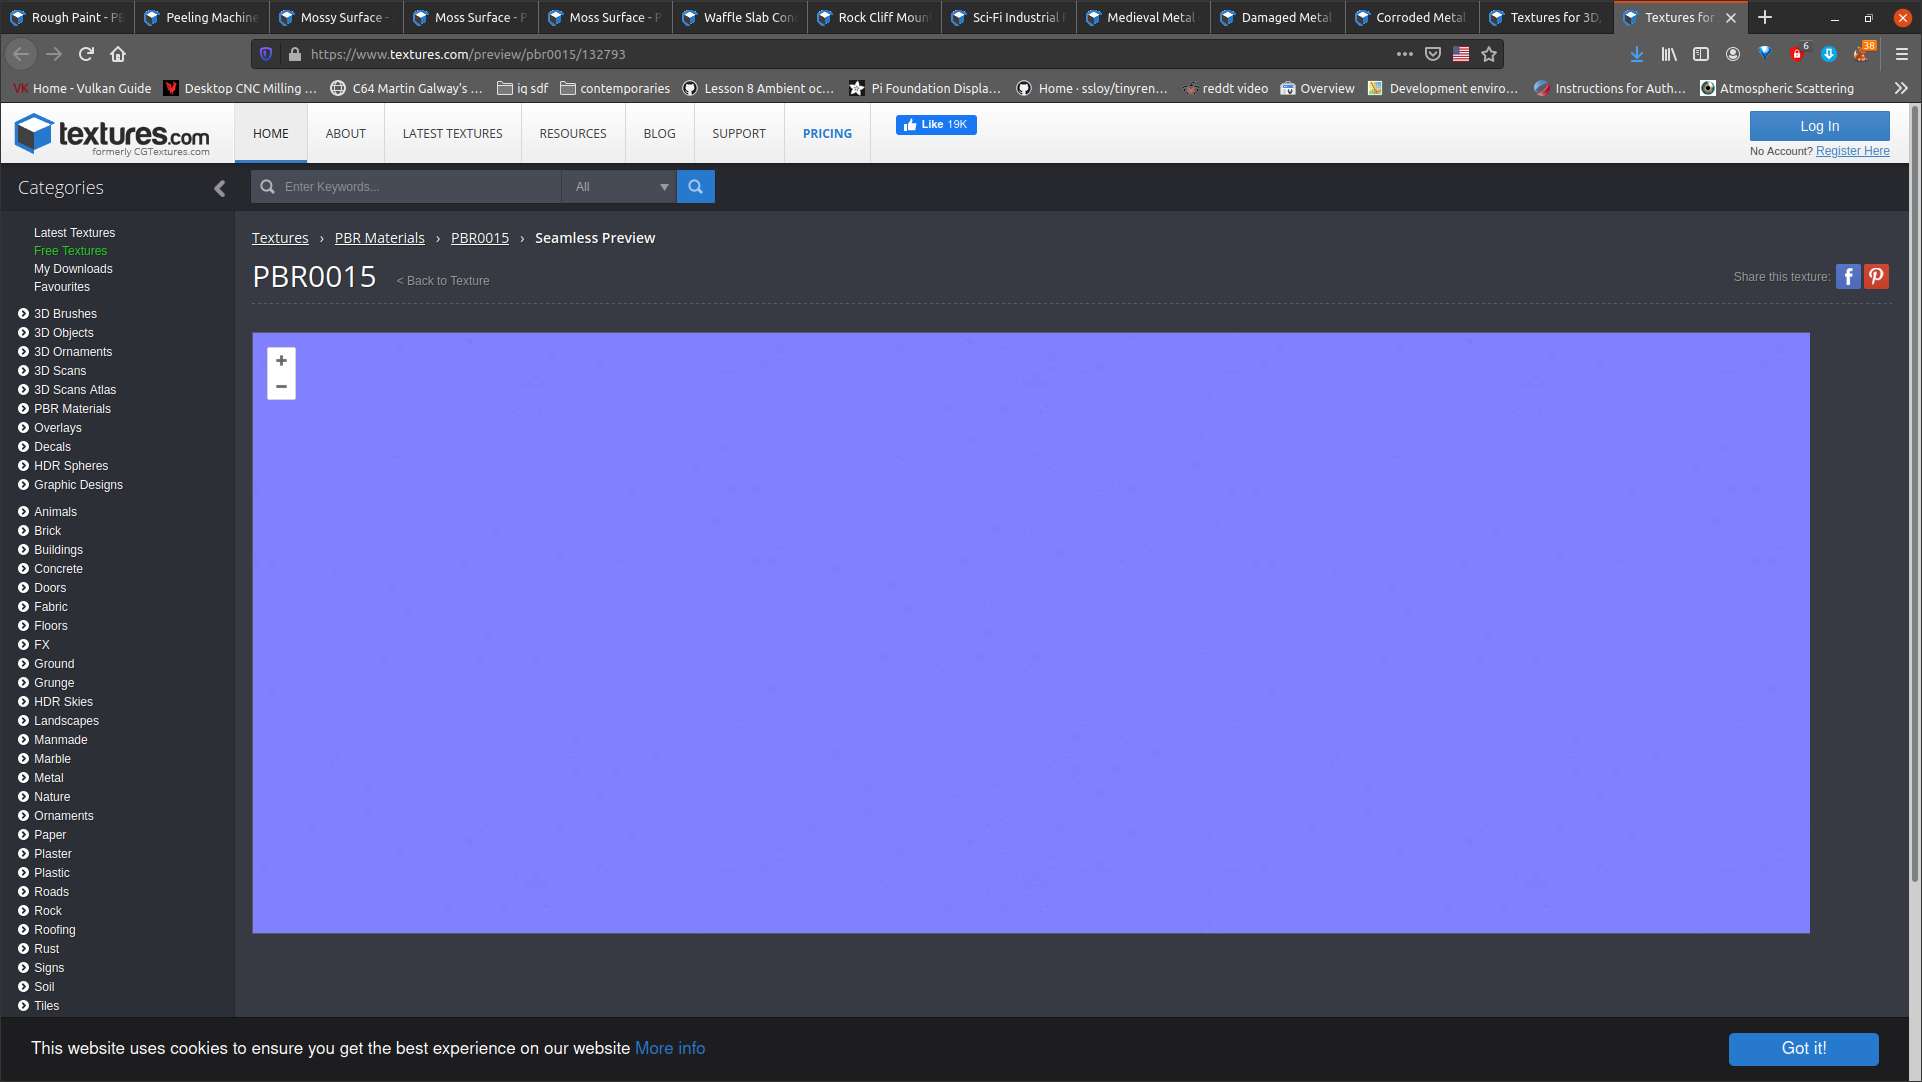 Rough Paint - PB
Peeling Machine
Mossy Surface -
Moss Surface - P
Moss Surface - P
Waffle Slab Conc
Rock Cliff Mount
Sci-Fi Industrial F
Medieval Metal
Damaged Metal
Corroded Metal
Textures for 3D,
Textures for
https://www.textures.com/preview/pbr0015/132793
6
38
VK Home - Vulkan Guide
Desktop CNC Milling ...
C64 Martin Galway's ...
iq sdf
contemporaries
Lesson 8 Ambient oc...
Pi Foundation Displa...
Home · ssloy/tinyren...
reddt video
Overview
Development enviro...
Instructions for Auth...
Atmospheric Scattering
textures.com
formerly CGTextures.com
HOME
ABOUT
LATEST TEXTURES
RESOURCES
BLOG
SUPPORT
PRICING
Like 19K
Log In
No Account? Register Here
Categories
Enter Keywords...
All
Latest Textures
Free Textures
My Downloads
Favourites
3D Brushes
3D Objects
3D Ornaments
3D Scans
3D Scans Atlas
PBR Materials
Overlays
Decals
HDR Spheres
Graphic Designs
Animals
Brick
Buildings
Concrete
Doors
Fabric
Floors
FX
Ground
Grunge
HDR Skies
Landscapes
Manmade
Marble
Metal
Nature
Ornaments
Paper
Plaster
Plastic
Roads
Rock
Roofing
Rust
Signs
Soil
Tiles
Textures › PBR Materials › PBR0015 › Seamless Preview
PBR0015
< Back to Texture
Share this texture:
+
−
This website uses cookies to ensure you get the best experience on our website More info
Got it!